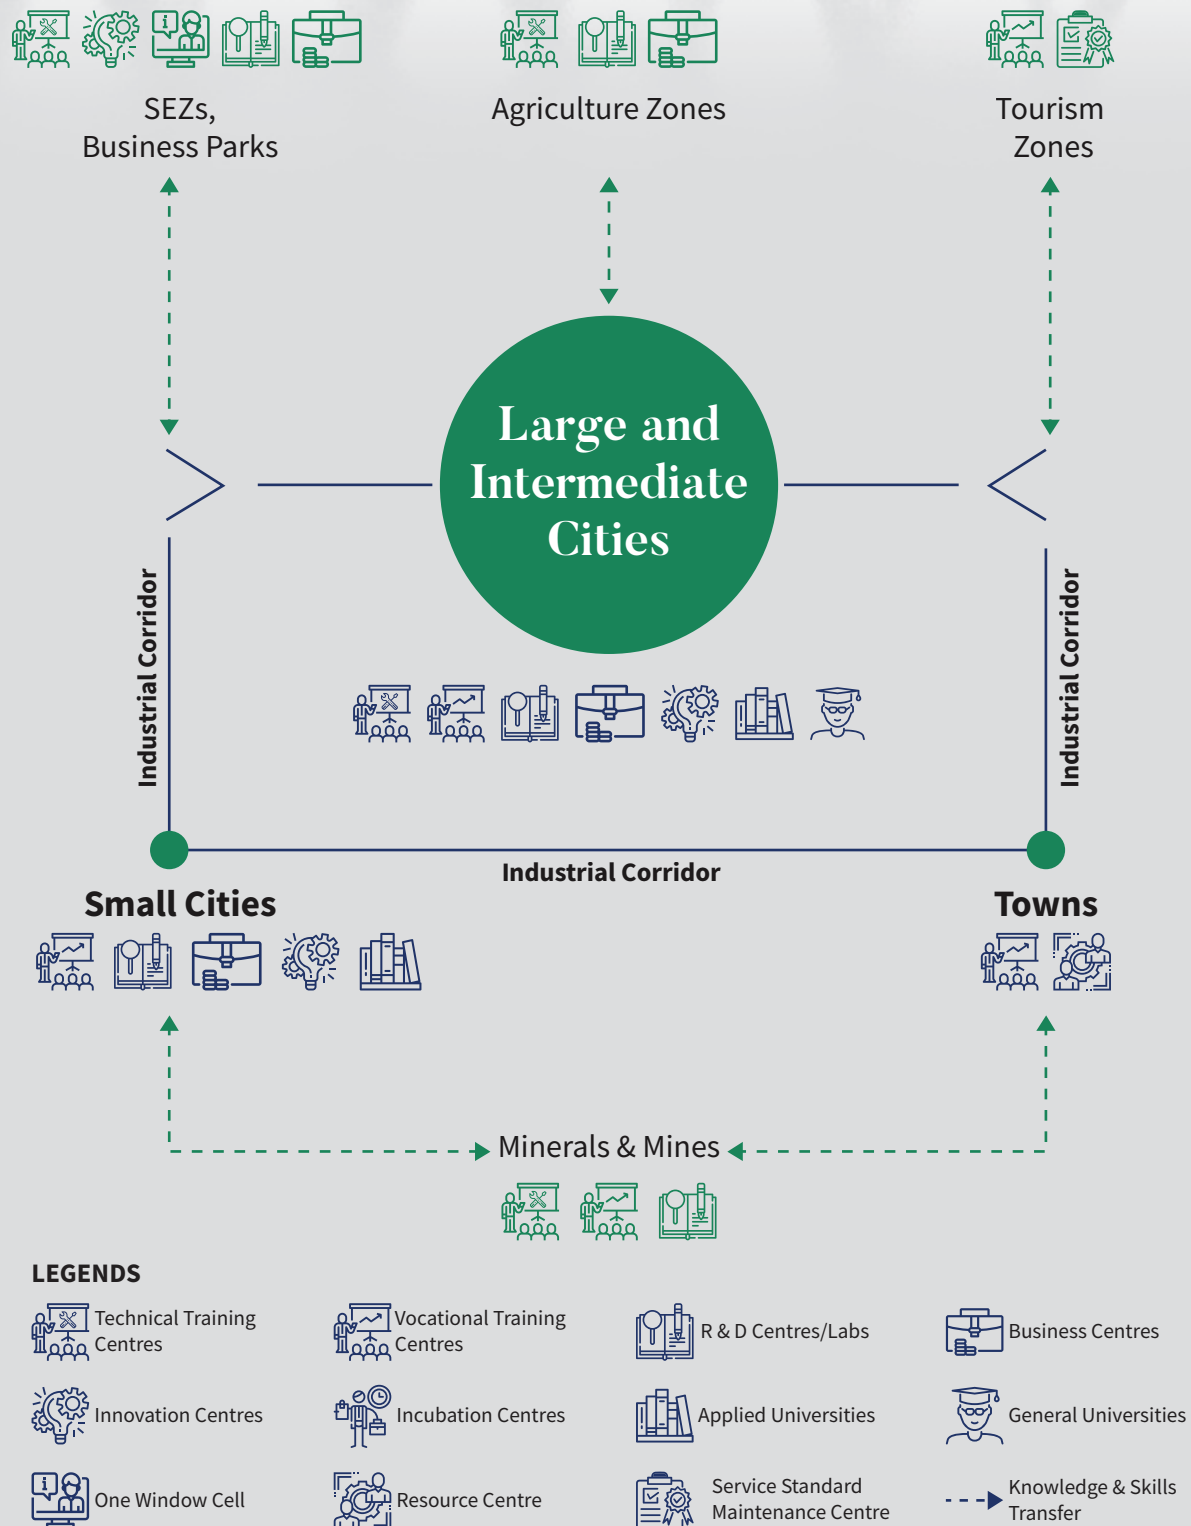 SEZs,
Business Parks
Agriculture Zones
Tourism
Zones
Large and
Intermediate
Cities
Industrial Corridor
Industrial Corridor
Industrial Corridor
Small Cities
Towns
Minerals & Mines
LEGENDS
Technical Training
Centres
Vocational Training
Centres
R & D Centres/Labs
Business Centres
Innovation Centres
Incubation Centres
Applied Universities
General Universities
One Window Cell
Resource Centre
Service Standard
Maintenance Centre
Knowledge & Skills
Transfer